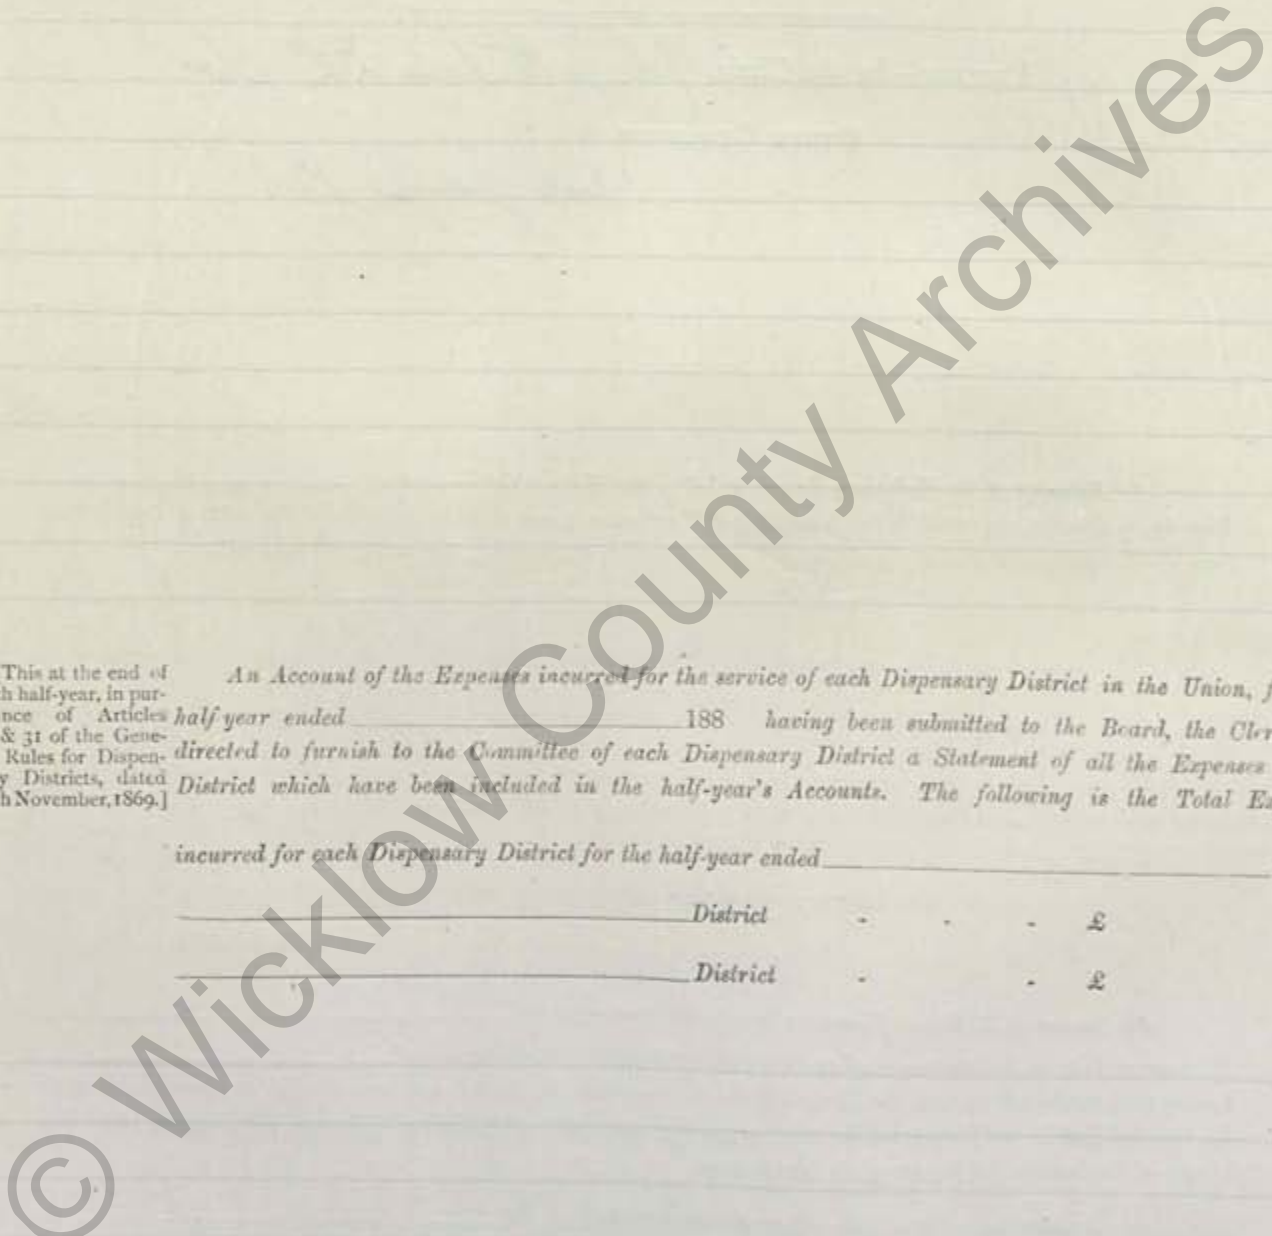 This at the end of
h half-year, in pur-
nce of Articles
& 31 of the Gene-
Rules for Dispen-
y Districts, dated
h November, 1869.]
An Account of the Expenses incurred for the service of each Dispensary District in the Union, f
half year ended 188 having been submitted to the Board, the Cler
directed to furnish to the Committee of each Dispensary District a Statement of all the Expenses
District which have been included in the half-year's Accounts. The following is the Total Ex
incurred for each Dispensary District for the half-year ended
District - - - £
District - - £
© Wicklow County Archives